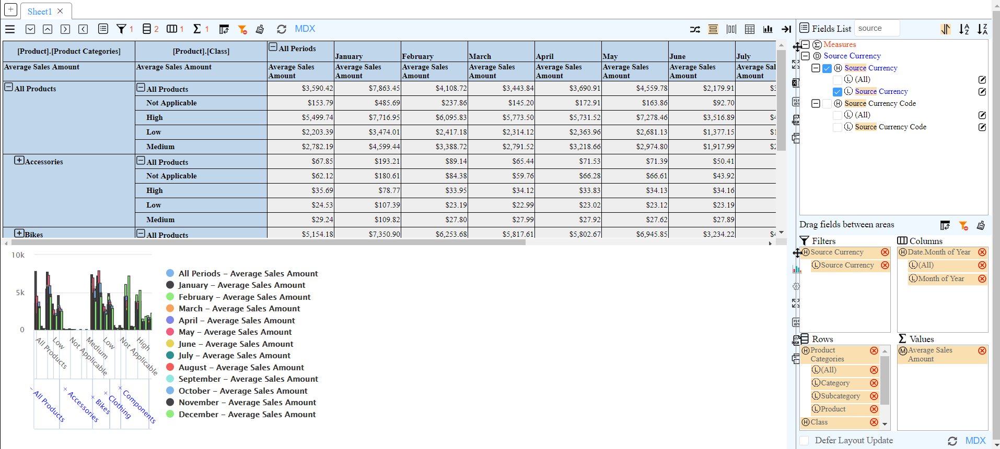 Sheet1
1 2 1 1 MDX
[Product].[Product Categories] [Product].[Class] All Periods January February March April May June July
Average Sales Amount Average Sales Amount Average Sales Amount Average Sales Amount Average Sales Amount Average Sales Amount Average Sales Amount Average Sales Amount Average Sales Amount Average Sal Amount
All Products All Products $3,590.42 $7,863.45 $4,108.72 $3,443.84 $3,690.91 $4,559.78 $2,179.91
Not Applicable $153.79 $485.69 $237.86 $145.20 $172.91 $163.86 $92.70
High $5,499.74 $7,716.95 $6,095.83 $5,773.50 $5,731.52 $7,278.46 $3,516.89
Low $2,203.39 $3,474.01 $2,417.18 $2,314.12 $2,363.96 $2,681.13 $1,377.15
Medium $2,782.19 $4,599.44 $3,388.72 $2,791.52 $3,218.66 $2,974.80 $1,917.99
Accessories All Products $67.85 $193.21 $89.14 $65.44 $71.53 $71.39 $50.41
Not Applicable $62.12 $180.61 $84.38 $59.76 $66.28 $66.61 $43.92
High $35.69 $78.77 $33.95 $34.12 $33.83 $34.13 $34.16
Low $24.53 $107.39 $23.19 $22.99 $23.02 $23.12 $23.19
Medium $29.24 $109.82 $27.80 $27.99 $27.92 $27.62 $27.89
Bikes All Products $5,154.18 $7,350.90 $6,253.68 $5,817.61 $5,802.67 $6,945.85 $3,234.22
10k
5k
0
All Products
Low
Not Applicable
Medium
Low
Not Applicable
High
All Products
Accessories
Bikes
Clothing
Components
All Periods – Average Sales Amount
January – Average Sales Amount
February – Average Sales Amount
March – Average Sales Amount
April – Average Sales Amount
May – Average Sales Amount
June – Average Sales Amount
July – Average Sales Amount
August – Average Sales Amount
September – Average Sales Amount
October – Average Sales Amount
November – Average Sales Amount
December – Average Sales Amount
Fields List source
Measures
D Source Currency
H Source Currency
L (All)
L Source Currency
H Source Currency Code
L (All)
L Source Currency Code
Drag fields between areas
Filters
H Source Currency
L Source Currency
Columns
H Date.Month of Year
L (All)
L Month of Year
Rows
H Product
Categories
L (All)
L Category
L Subcategory
L Product
H Class
Σ Values
M Average Sales
Amount
Defer Layout Update MDX